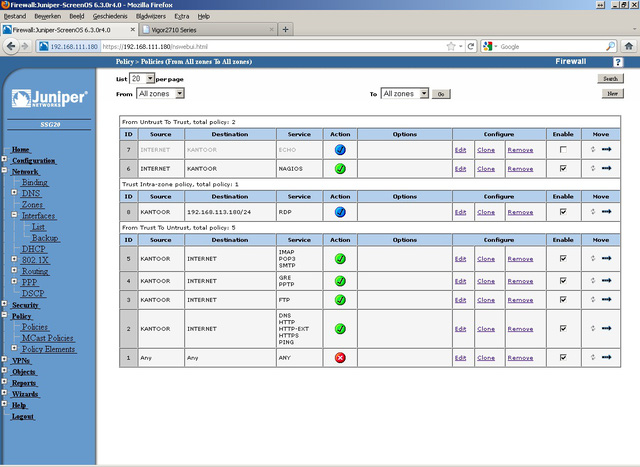 Firewall:Juniper-ScreenOS 6.3.0r4.0 - Mozilla Firefox
Bestand Bewerken Beeld Geschiedenis Bladwijzers Extra Help
Firewall:Juniper-ScreenOS 6.3.0r4.0 Vigor2710 Series
192.168.111.180 https://192.168.111.180/nswebui.html Google
Policy > Policies (From All zones To All zones) Firewall ?
List 20 per page Search
From All zones To All zones Go New
Juniper
NETWORKS
SSG20
Home
Configuration
Network
Binding
DNS
Zones
Interfaces
List
Backup
DHCP
802.1X
Routing
PPP
DSCP
Security
Policy
Policies
MCast Policies
Policy Elements
VPNs
Objects
Reports
Wizards
Help
Logout
From Untrust To Trust, total policy: 2
ID Source Destination Service Action Options Configure Enable Move
7 INTERNET KANTOOR ECHO Edit Clone Remove
6 INTERNET KANTOOR NAGIOS Edit Clone Remove
Trust Intra-zone policy, total policy: 1
ID Source Destination Service Action Options Configure Enable Move
8 KANTOOR 192.168.113.180/24 RDP Edit Clone Remove
From Trust To Untrust, total policy: 5
ID Source Destination Service Action Options Configure Enable Move
5 KANTOOR INTERNET IMAP
POP3
SMTP
Edit Clone Remove
4 KANTOOR INTERNET GRE
PPTP
Edit Clone Remove
3 KANTOOR INTERNET FTP Edit Clone Remove
2 KANTOOR INTERNET DNS
HTTP
HTTP-EXT
HTTPS
PING
Edit Clone Remove
1 Any Any ANY Edit Clone Remove